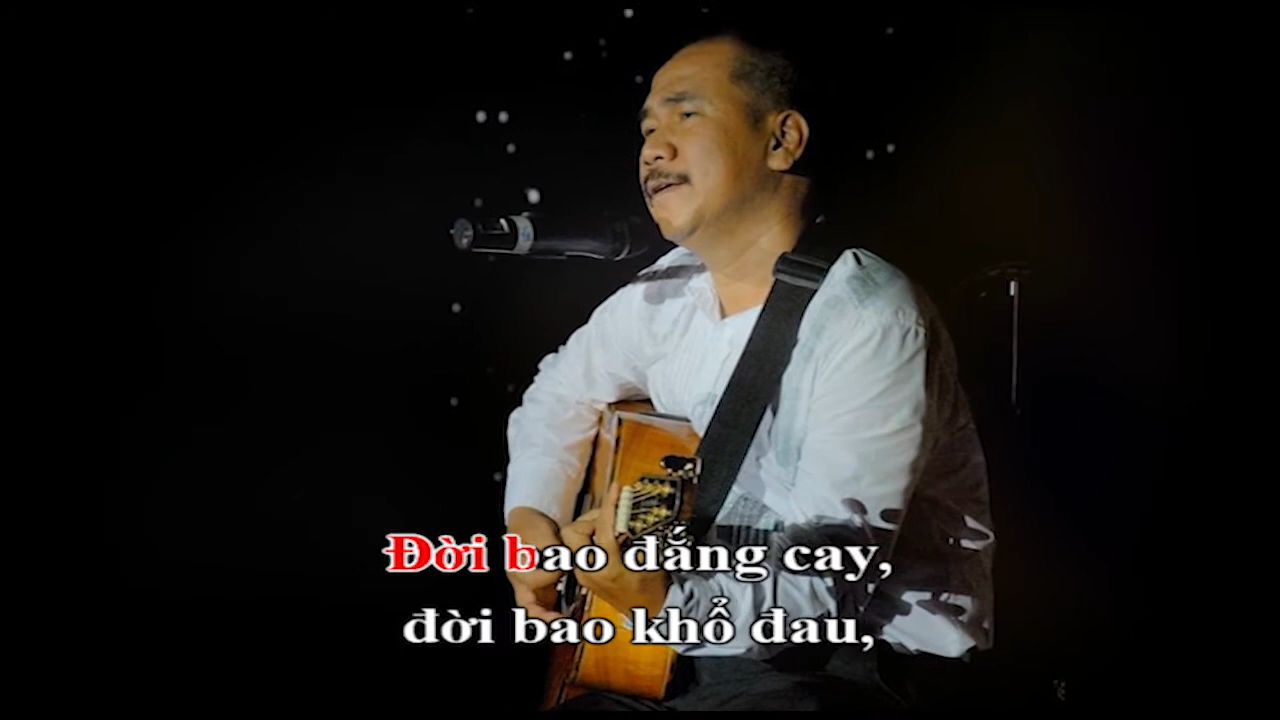 Đời bao đắng cay,
đời bao khổ đau,